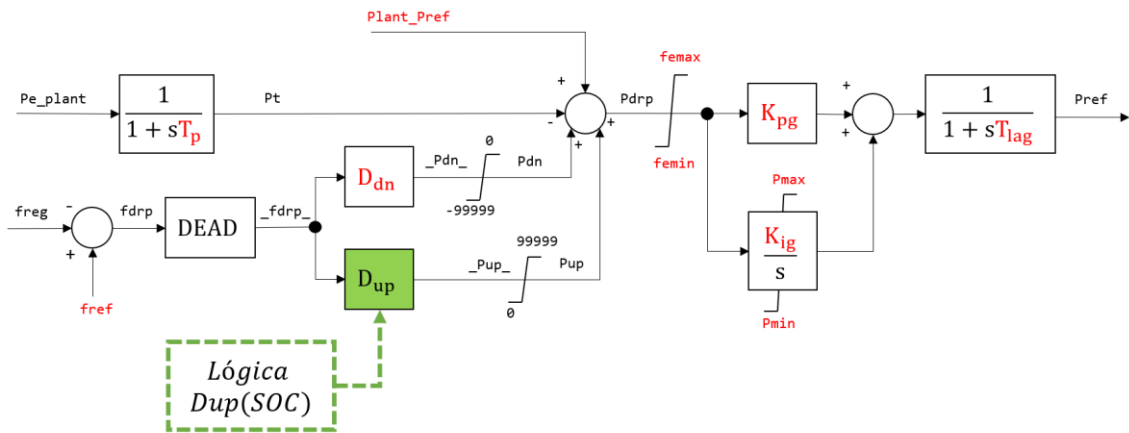 Plant_Pref
+
femax
Pe_plant
1
1 + sTp
Pt
-
+
+
Pdrp
femin
Kpg
+
+
1
1 + sTlag
Pref
freg
-
+
fdrp
fref
DEAD
_fdrp_
Ddn
_Pdn_
0
-99999
Pdn
Dup
_Pup_
99999
0
Pup
Pmax
Kig
s
Pmin
Lógica
Dup(SOC)